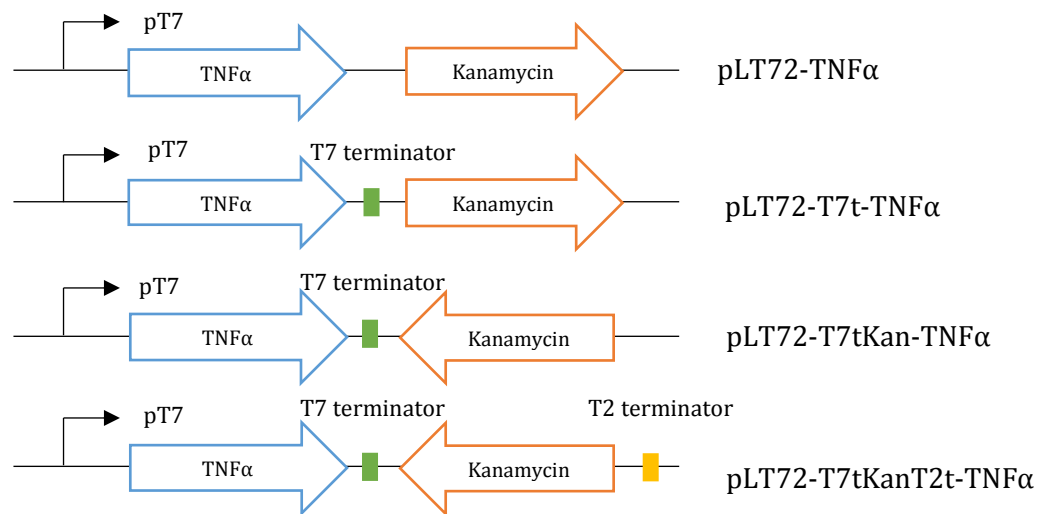 pT7
TNFα
Kanamycin
pLT72-TNFα
pT7
T7 terminator
TNFα
Kanamycin
pLT72-T7t-TNFα
pT7
T7 terminator
TNFα
Kanamycin
pLT72-T7tKan-TNFα
pT7
T7 terminator
T2 terminator
TNFα
Kanamycin
pLT72-T7tKanT2t-TNFα